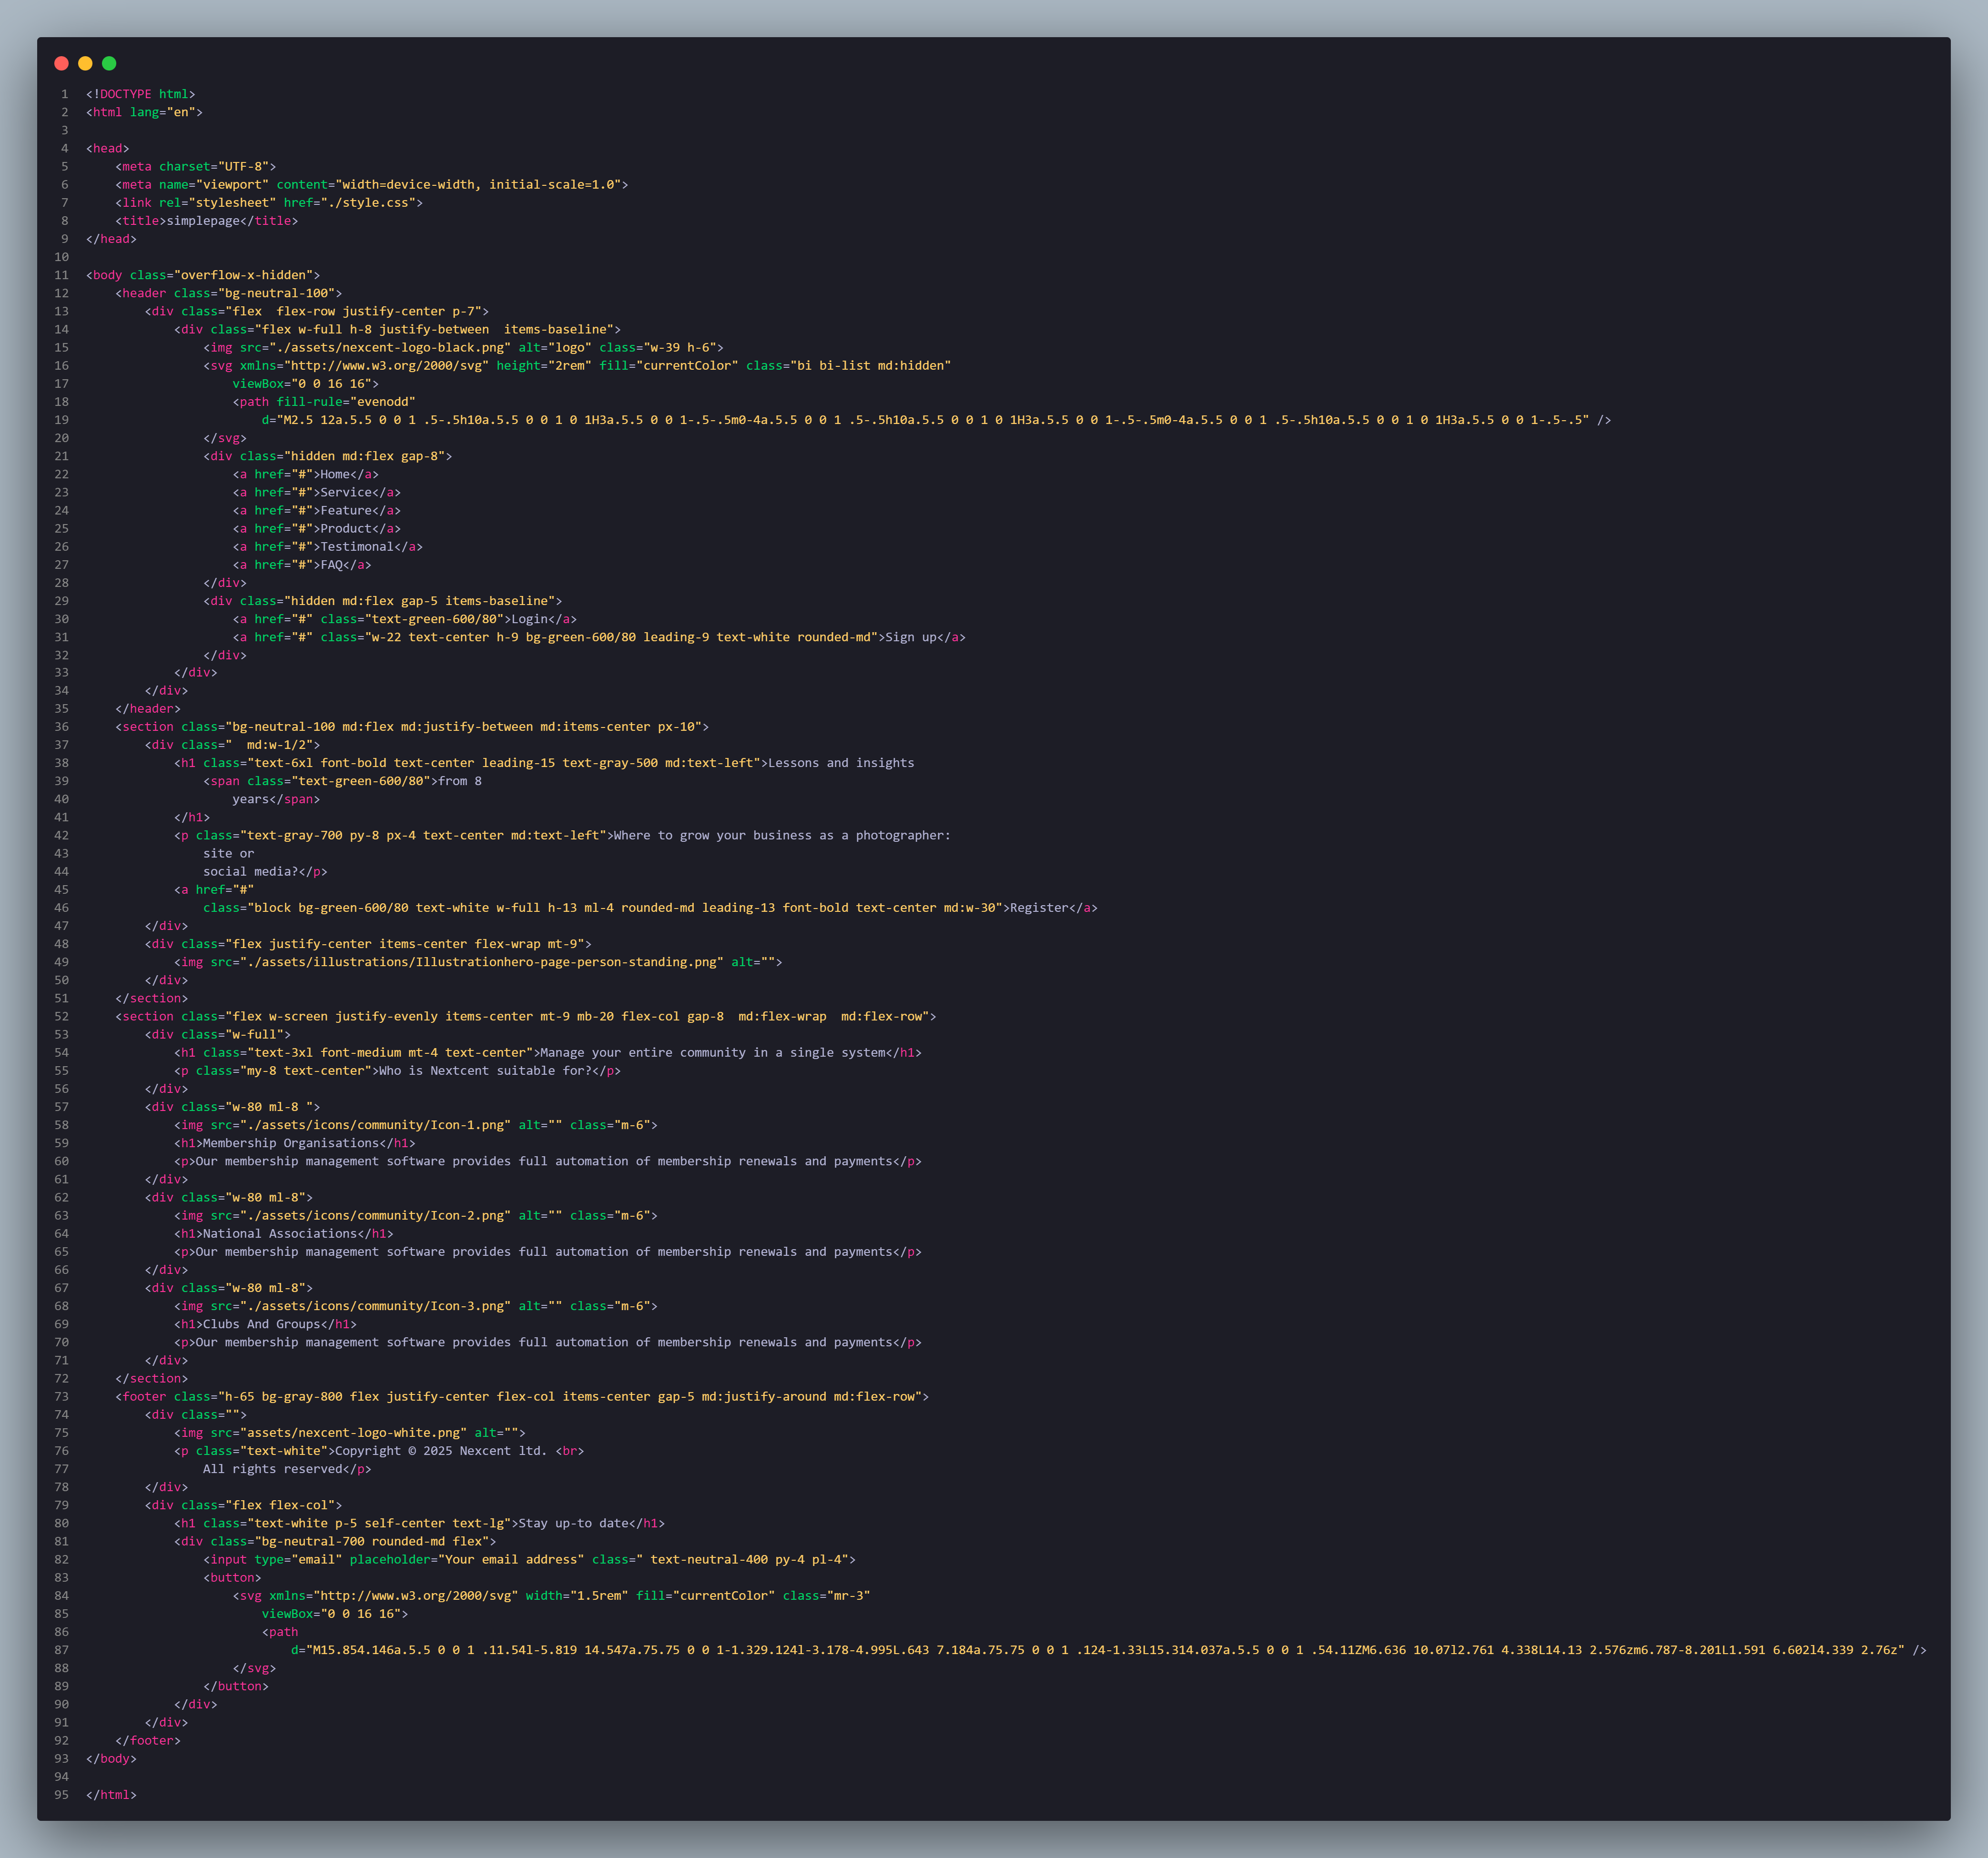 1 <!DOCTYPE html>
2 <html lang="en">
3
4 <head>
5     <meta charset="UTF-8">
6     <meta name="viewport" content="width=device-width, initial-scale=1.0">
7     <link rel="stylesheet" href="./style.css">
8     <title>simplepage</title>
9 </head>
10
11 <body class="overflow-x-hidden">
12     <header class="bg-neutral-100">
13         <div class="flex  flex-row justify-center p-7">
14             <div class="flex w-full h-8 justify-between  items-baseline">
15                 <img src="./assets/nexcent-logo-black.png" alt="logo" class="w-39 h-6">
16                 <svg xmlns="http://www.w3.org/2000/svg" height="2rem" fill="currentColor" class="bi bi-list md:hidden"
17                     viewBox="0 0 16 16">
18                     <path fill-rule="evenodd"
19                         d="M2.5 12a.5.5 0 0 1 .5-.5h10a.5.5 0 0 1 0 1H3a.5.5 0 0 1-.5-.5m0-4a.5.5 0 0 1 .5-.5h10a.5.5 0 0 1 0 1H3a.5.5 0 0 1-.5-.5m0-4a.5.5 0 0 1 .5-.5h10a.5.5 0 0 1 0 1H3a.5.5 0 0 1-.5-.5" />
20                 </svg>
21                 <div class="hidden md:flex gap-8">
22                     <a href="#">Home</a>
23                     <a href="#">Service</a>
24                     <a href="#">Feature</a>
25                     <a href="#">Product</a>
26                     <a href="#">Testimonal</a>
27                     <a href="#">FAQ</a>
28                 </div>
29                 <div class="hidden md:flex gap-5 items-baseline">
30                     <a href="#" class="text-green-600/80">Login</a>
31                     <a href="#" class="w-22 text-center h-9 bg-green-600/80 leading-9 text-white rounded-md">Sign up</a>
32                 </div>
33             </div>
34         </div>
35     </header>
36     <section class="bg-neutral-100 md:flex md:justify-between md:items-center px-10">
37         <div class="  md:w-1/2">
38             <h1 class="text-6xl font-bold text-center leading-15 text-gray-500 md:text-left">Lessons and insights
39                 <span class="text-green-600/80">from 8
40                     years</span>
41             </h1>
42             <p class="text-gray-700 py-8 px-4 text-center md:text-left">Where to grow your business as a photographer:
43                 site or
44                 social media?</p>
45             <a href="#"
46                 class="block bg-green-600/80 text-white w-full h-13 ml-4 rounded-md leading-13 font-bold text-center md:w-30">Register</a>
47         </div>
48         <div class="flex justify-center items-center flex-wrap mt-9">
49             <img src="./assets/illustrations/Illustrationhero-page-person-standing.png" alt="">
50         </div>
51     </section>
52     <section class="flex w-screen justify-evenly items-center mt-9 mb-20 flex-col gap-8  md:flex-wrap  md:flex-row">
53         <div class="w-full">
54             <h1 class="text-3xl font-medium mt-4 text-center">Manage your entire community in a single system</h1>
55             <p class="my-8 text-center">Who is Nextcent suitable for?</p>
56         </div>
57         <div class="w-80 ml-8 ">
58             <img src="./assets/icons/community/Icon-1.png" alt="" class="m-6">
59             <h1>Membership Organisations</h1>
60             <p>Our membership management software provides full automation of membership renewals and payments</p>
61         </div>
62         <div class="w-80 ml-8">
63             <img src="./assets/icons/community/Icon-2.png" alt="" class="m-6">
64             <h1>National Associations</h1>
65             <p>Our membership management software provides full automation of membership renewals and payments</p>
66         </div>
67         <div class="w-80 ml-8">
68             <img src="./assets/icons/community/Icon-3.png" alt="" class="m-6">
69             <h1>Clubs And Groups</h1>
70             <p>Our membership management software provides full automation of membership renewals and payments</p>
71         </div>
72     </section>
73     <footer class="h-65 bg-gray-800 flex justify-center flex-col items-center gap-5 md:justify-around md:flex-row">
74         <div class="">
75             <img src="assets/nexcent-logo-white.png" alt="">
76             <p class="text-white">Copyright © 2025 Nexcent ltd. <br>
77                 All rights reserved</p>
78         </div>
79         <div class="flex flex-col">
80             <h1 class="text-white p-5 self-center text-lg">Stay up-to date</h1>
81             <div class="bg-neutral-700 rounded-md flex">
82                 <input type="email" placeholder="Your email address" class=" text-neutral-400 py-4 pl-4">
83                 <button>
84                     <svg xmlns="http://www.w3.org/2000/svg" width="1.5rem" fill="currentColor" class="mr-3"
85                         viewBox="0 0 16 16">
86                         <path
87                             d="M15.854.146a.5.5 0 0 1 .11.54l-5.819 14.547a.75.75 0 0 1-1.329.124l-3.178-4.995L.643 7.184a.75.75 0 0 1 .124-1.33L15.314.037a.5.5 0 0 1 .54.11ZM6.636 10.07l2.761 4.338L14.13 2.576zm6.787-8.201L1.591 6.602l4.339 2.76z" />
88                     </svg>
89                 </button>
90             </div>
91         </div>
92     </footer>
93 </body>
94
95 </html>